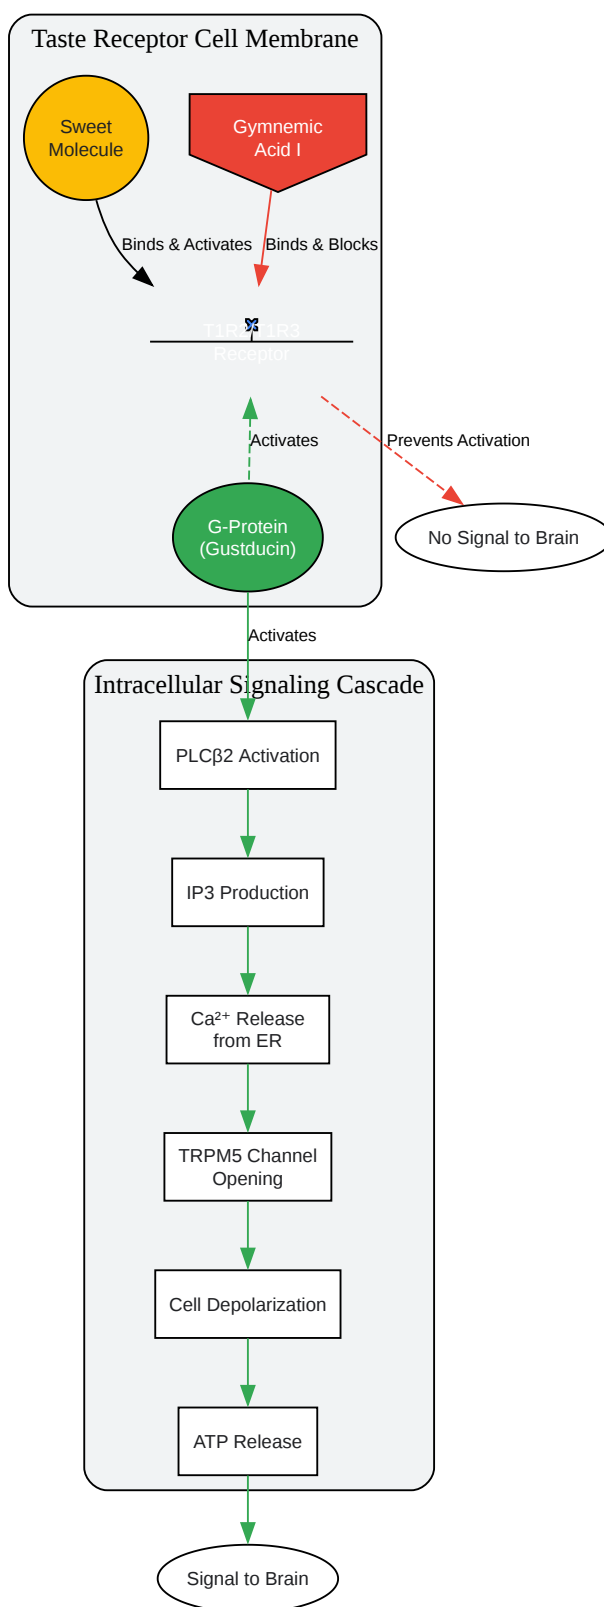 Taste Receptor Cell Membrane
Sweet
Molecule
Gymnemic
Acid I
Binds & Activates
Binds & Blocks
T1R3
Receptor
Activates
Prevents Activation
G-Protein
(Gustducin)
No Signal to Brain
Activates
Intracellular Signaling Cascade
PLCβ2 Activation
IP3 Production
Ca²⁺ Release
from ER
TRPM5 Channel
Opening
Cell Depolarization
ATP Release
Signal to Brain